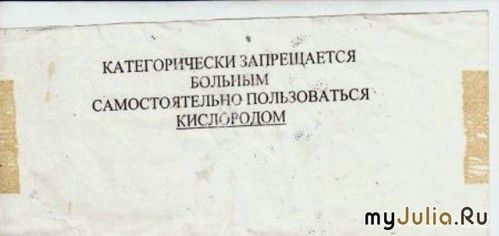 КАТЕГОРИЧЕСКИ ЗАПРЕЩАЕТСЯ
БОЛЬНЫМ
САМОСТОЯТЕЛЬНО ПОЛЬЗОВАТЬСЯ
КИСЛОРОДОМ
myJulia.Ru